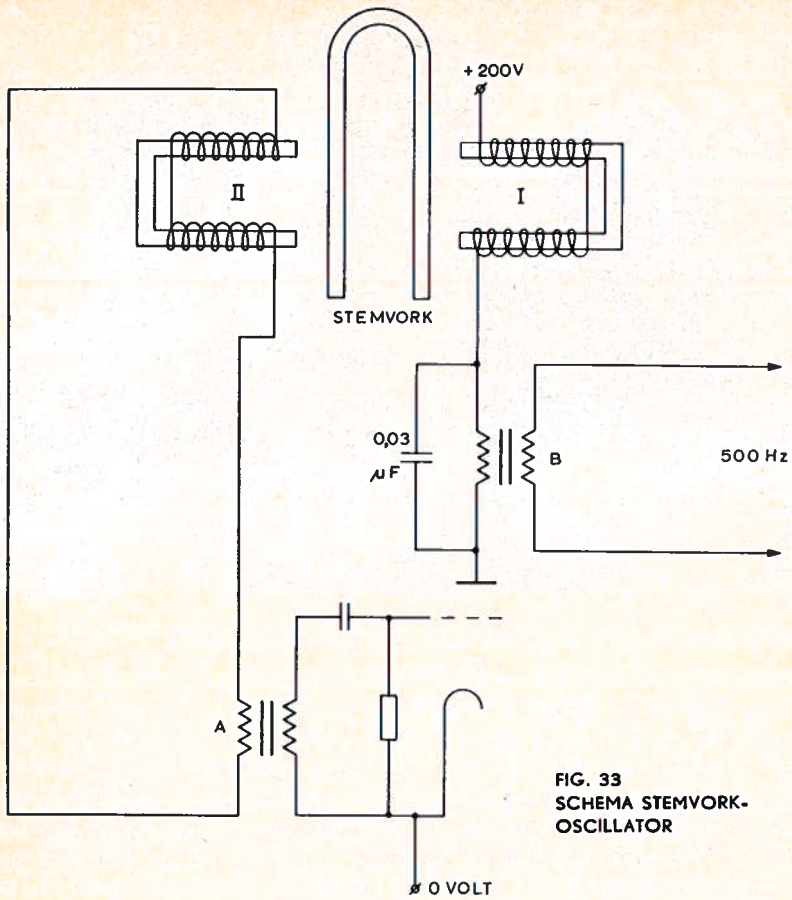 + 200V
II
I
STEMVORK
0,03
μF
B
500 Hz
A
FIG. 33
SCHEMA STEMVORK-
OSCILLATOR
0 VOLT